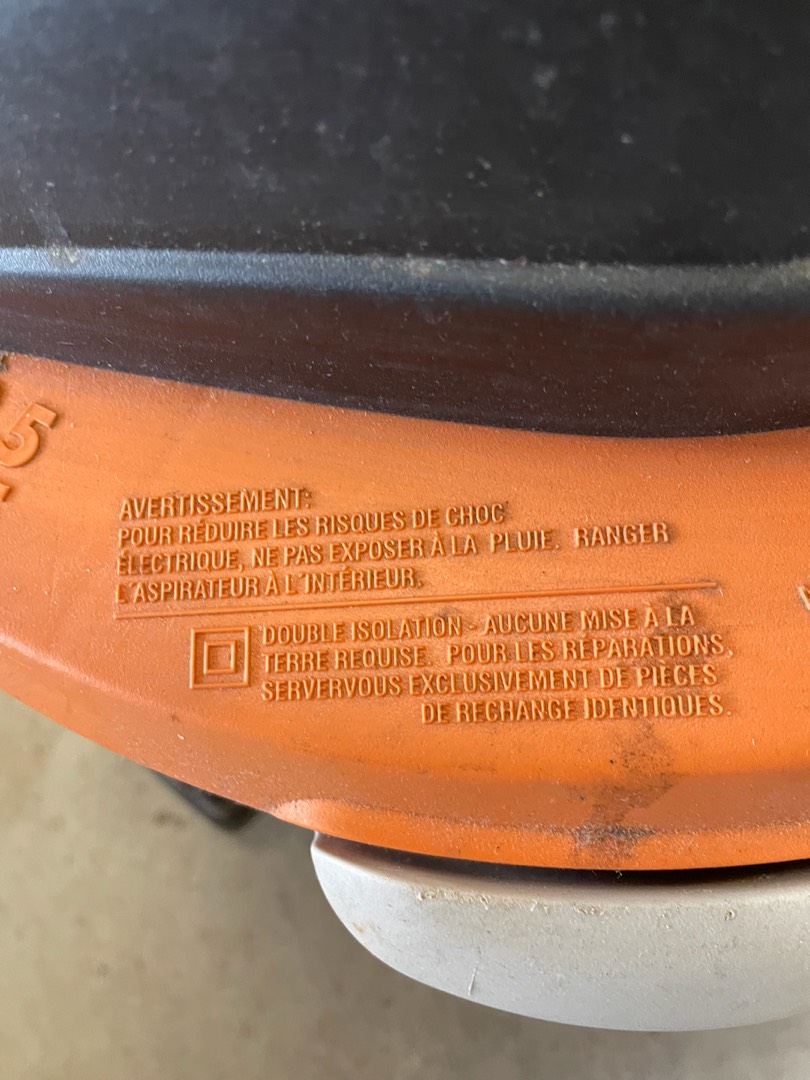 5
AVERTISSEMENT:
POUR RÉDUIRE LES RISQUES DE CHOC
ÉLECTRIQUE, NE PAS EXPOSER À LA PLUIE. RANGER
L'ASPIRATEUR À L'INTÉRIEUR.
DOUBLE ISOLATION - AUCUNE MISE À LA
TERRE REQUISE. POUR LES RÉPARATIONS,
SERVERVOUS EXCLUSIVEMENT DE PIÈCES
DE RECHANGE IDENTIQUES.